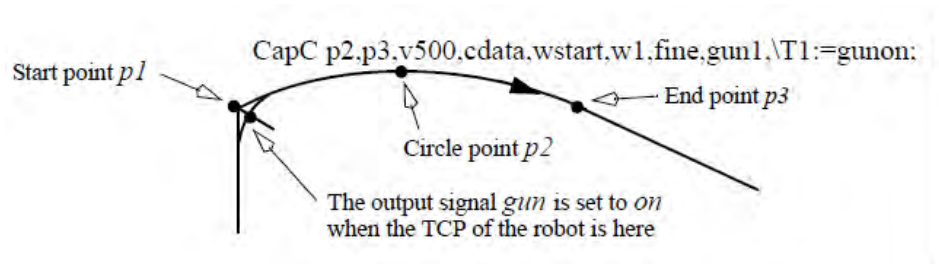 CapC p2,p3,v500,cdata,wstart,w1,fine,gun1,\T1:=gunon;
Start point p1
End point p3
Circle point p2
The output signal gun is set to on
when the TCP of the robot is here